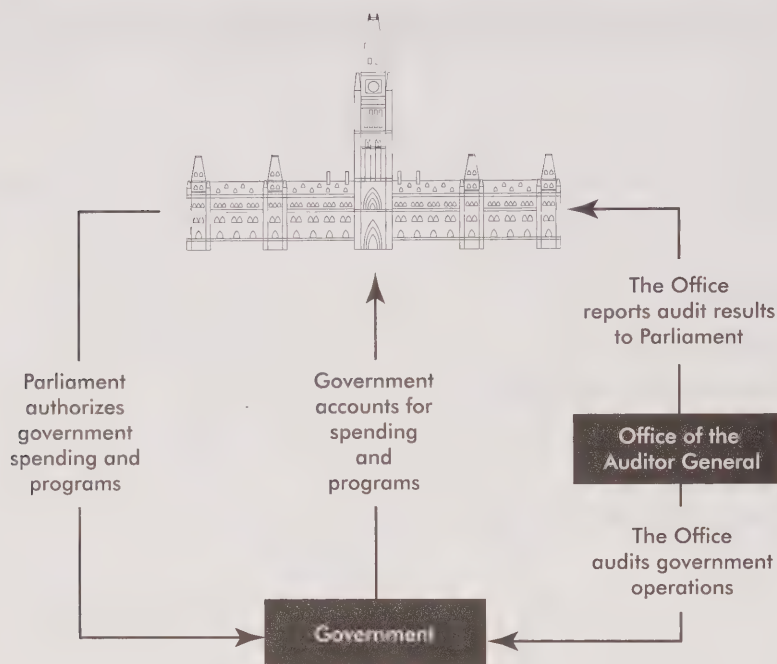 Parliament
authorizes
government
spending and
programs
Government
accounts for
spending
and
programs
The Office
reports audit results
to Parliament
Office of the
Auditor General
The Office
audits government
operations
Government